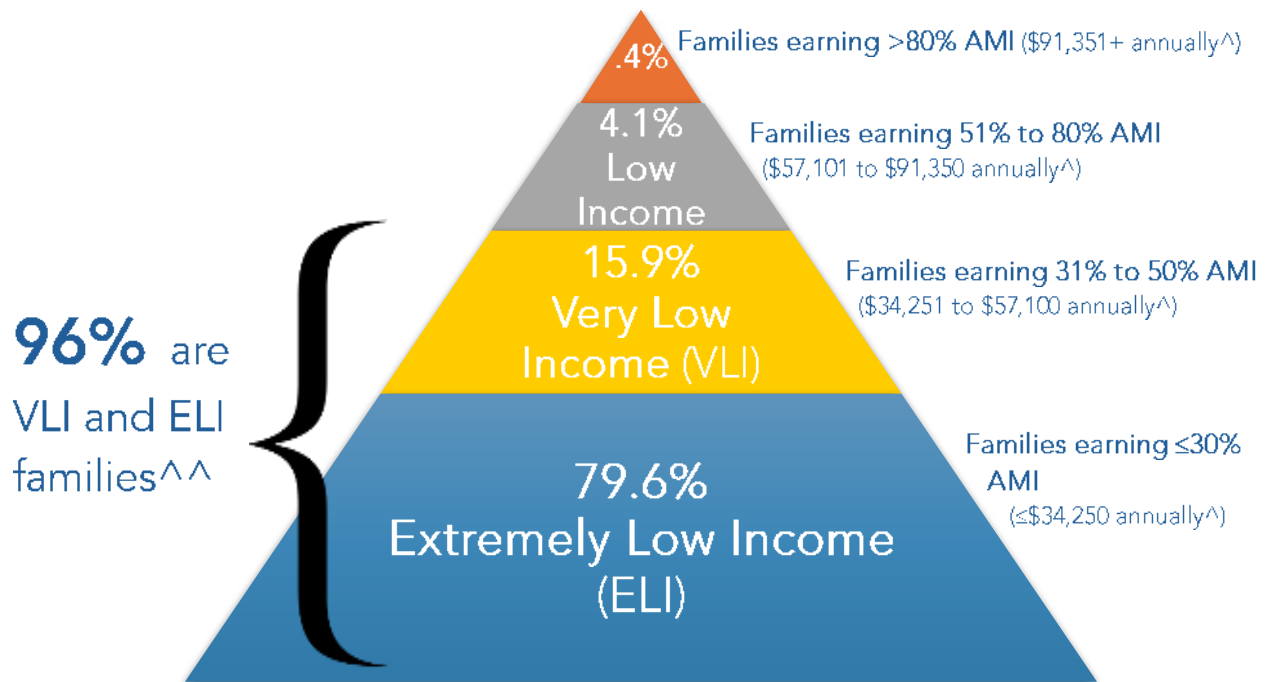 .4%
Families earning >80% AMI ($91,351+ annually^)
4.1%
Low
Income
Families earning 51% to 80% AMI
($57,101 to $91,350 annually^)
15.9%
Very Low
Income (VLI)
Families earning 31% to 50% AMI
($34,251 to $57,100 annually^)
96% are
VLI and ELI
families^^
79.6%
Extremely Low Income
(ELI)
Families earning ≤30%
AMI
(≤$34,250 annually^)